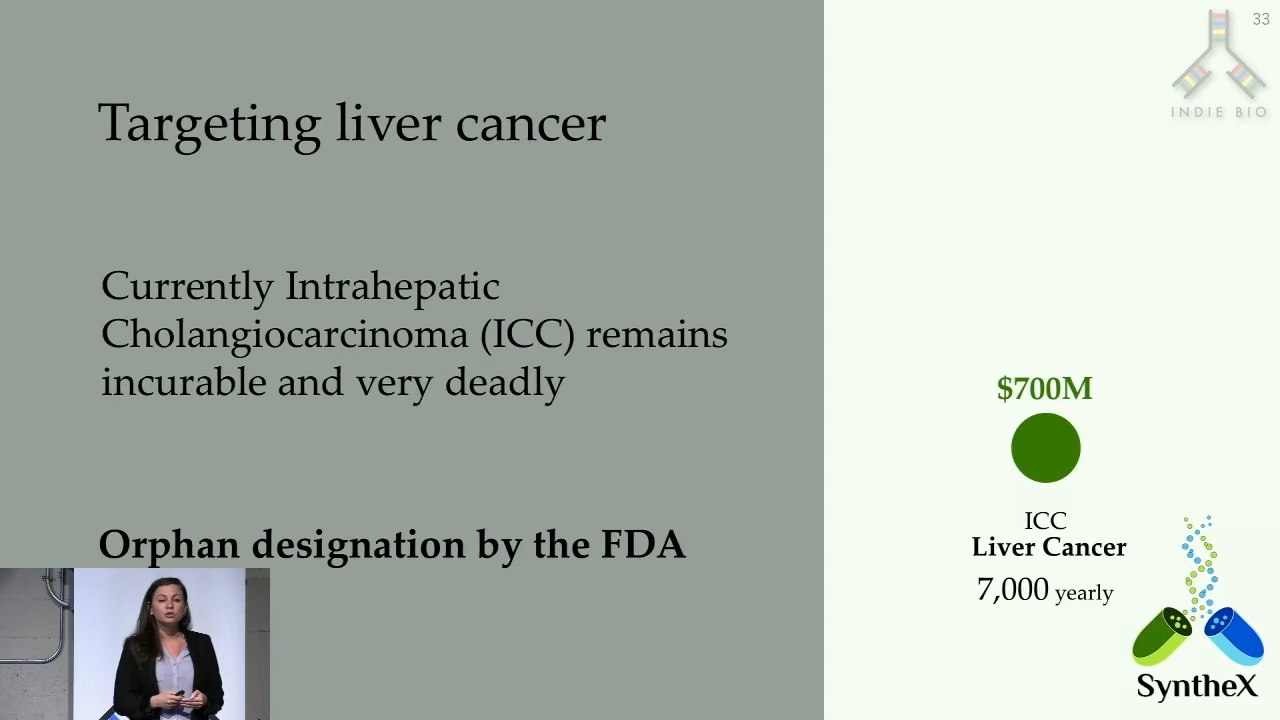 33
INDIE BIO
Targeting liver cancer
Currently Intrahepatic
Cholangiocarcinoma (ICC) remains
incurable and very deadly
Orphan designation by the FDA
$700M
ICC
Liver Cancer
7,000 yearly
SyntheX